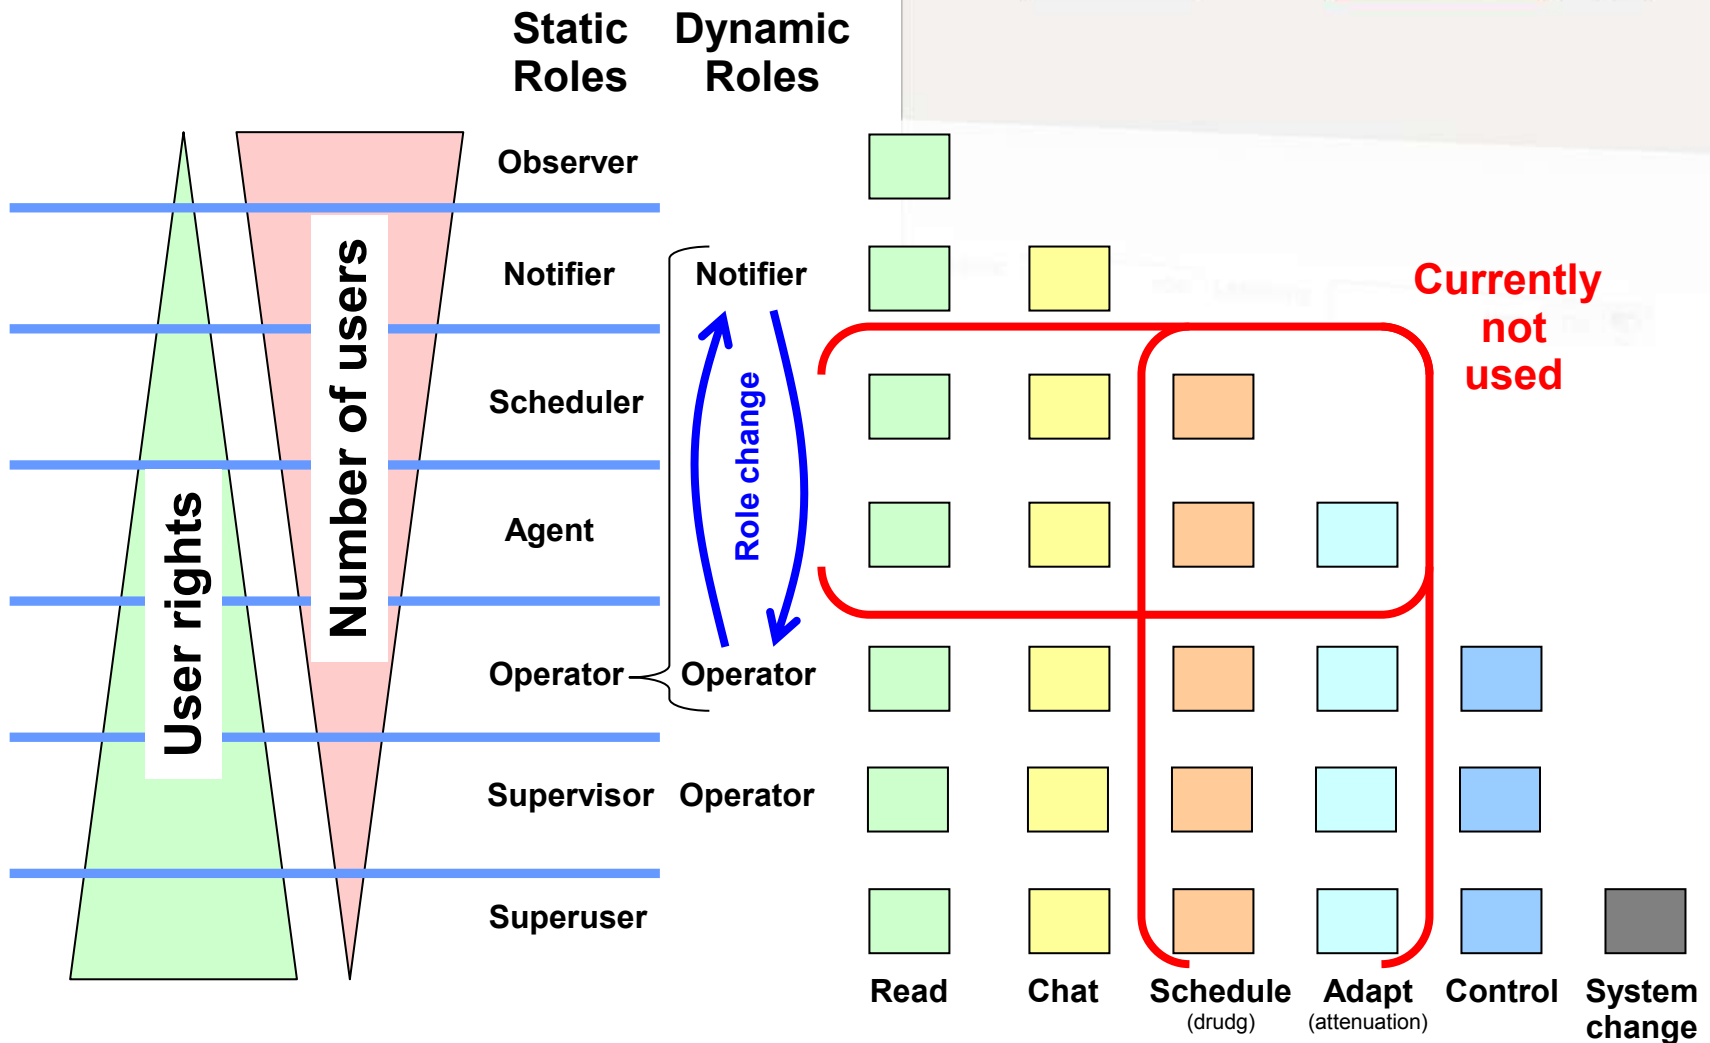 Static Roles
Dynamic Roles
Observer
Notifier
Notifier
Currently
not
used
Scheduler
Agent
Operator
Operator
Supervisor
Operator
Superuser
User rights
Number of users
Role change
Read
Chat
Schedule
(drudg)
Adapt
(attenuation)
Control
System
change